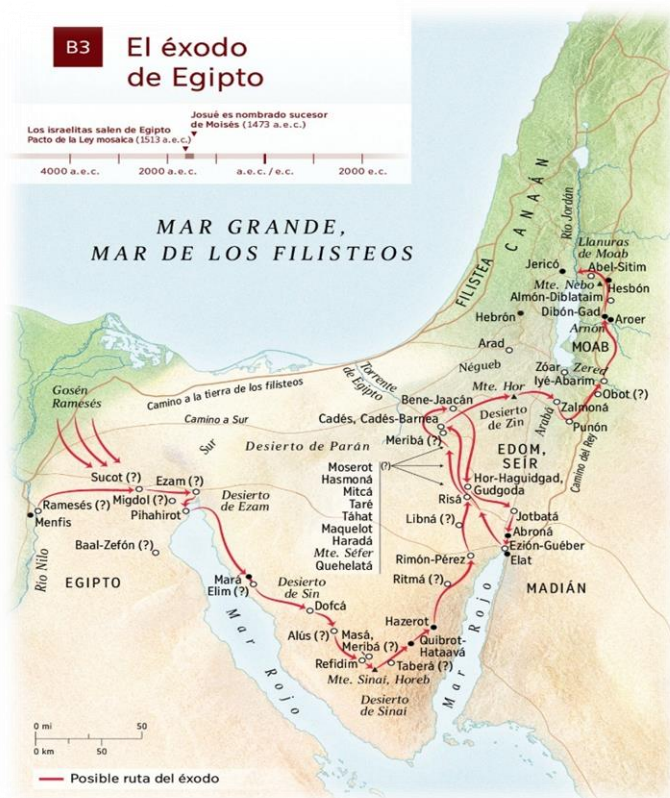 B3
El éxodo
de Egipto
Josué es nombrado sucesor
de Moisés (1473 a.e.c.)
Los israelitas salen de Egipto
Pacto de la Ley mosaica (1513 a.e.c.)
4000 a.e.c.
2000 a.e.c.
a.e.c. / e.c.
2000 e.c.
MAR GRANDE,
MAR DE LOS FILISTEOS
CANAÁN
FILISTEA
Río Jordán
Llanuras
de Moab
Jericó
Abel-Sitim
Mte. Nebo
Hesbón
Almón-Diblataim
Dibón-Gad
Hebrón
Aroer
Arnón
MOAB
Arad
Négueb
Zóar
Zered
Iyé-Abarim
Obot (?)
Torrente
de Egipto
Mte. Hor
Bene-Jaacán
Zalmoná
Desierto
de Zin
Arabá
Punón
Cadés, Cadés-Barnea
Meribá (?)
Camino del Rey
EDOM,
SEÍR
Gosén
Ramesés
Camino a la tierra de los filisteos
Camino a Sur
Sur
Desierto de Parán
Moserot
(?)
Hasmoná
Mitcá
Taré
Táhat
Maquelot
Haradá
Mte. Séfer
Quehelatá
Hor-Haguidgad,
Gudgoda
Risá
Jotbatá
Libná (?)
Abroná
Ezión-Guéber
Elat
Rimón-Pérez
Sucot (?)
Ezam (?)
Migdol (?)
Ramesés (?)
Menfis
Pihahirot
Desierto
de Ezam
Baal-Zefón (?)
Río Nilo
EGIPTO
MADIÁN
Mará
Elim (?)
Desierto
de Sin
Dofcá
Ritmá (?)
Alús (?)
Masá,
Meribá (?)
Refidim
Hazerot
Quibrot-
Hataavá
Taberá (?)
Mte. Sinaí, Horeb
Desierto
de Sinaí
Mar Rojo
Mar Rojo
0 mi
50
0 km
50
Posible ruta del éxodo